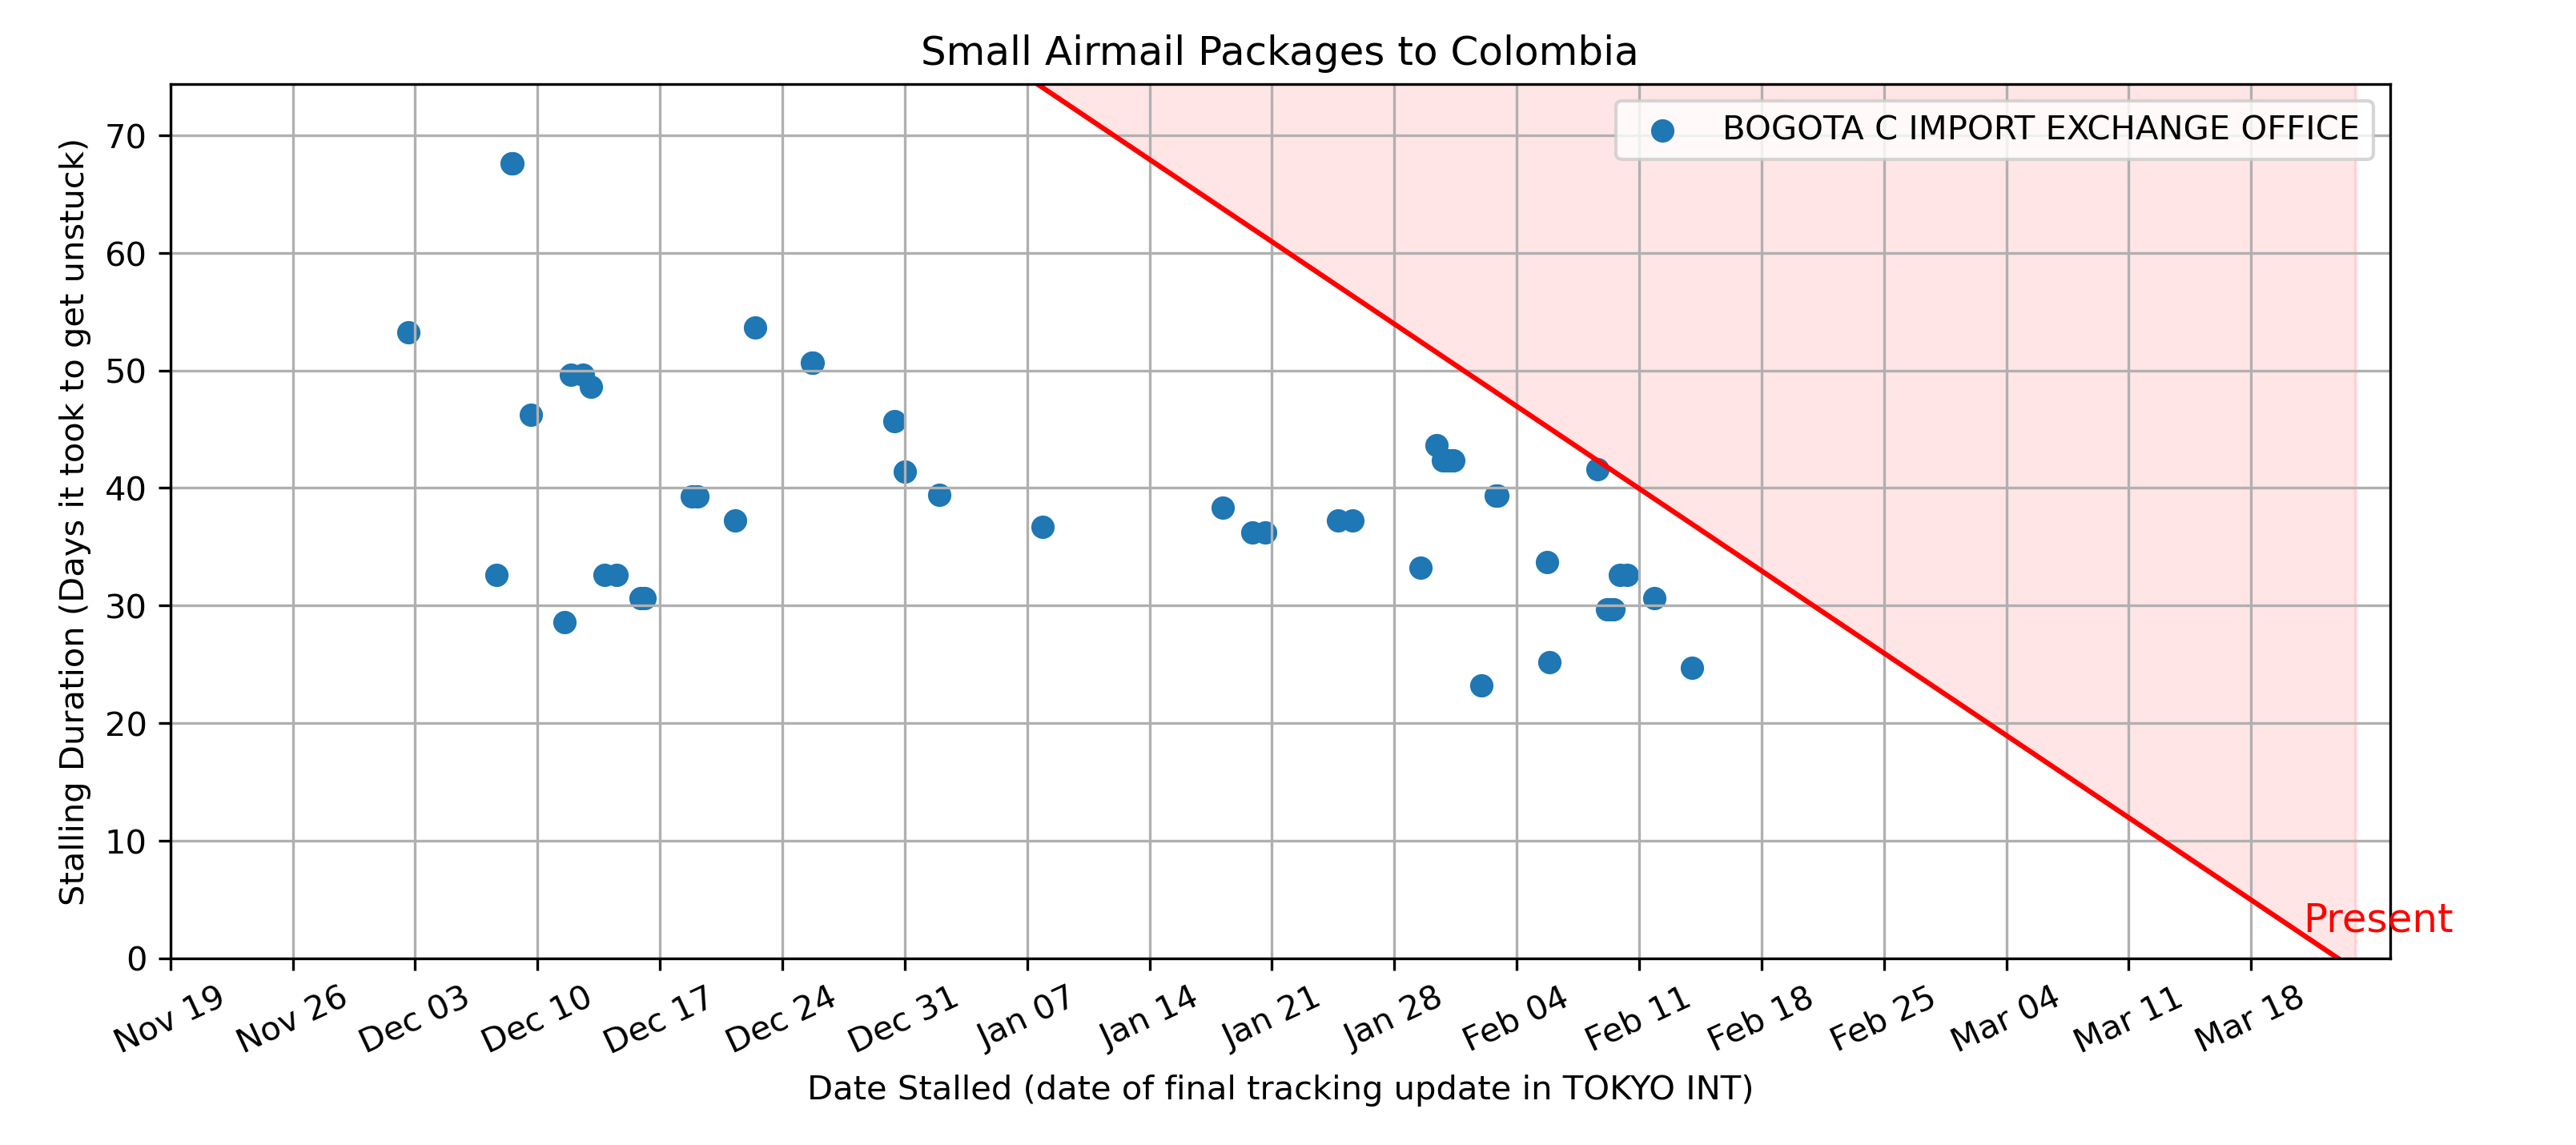 Small Airmail Packages to Colombia
BOGOTA C IMPORT EXCHANGE OFFICE
Stalling Duration (Days it took to get unstuck)
70
60
50
40
30
20
10
0
Present
Nov 19
Nov 26
Dec 03
Dec 10
Dec 17
Dec 24
Dec 31
Jan 07
Jan 14
Jan 21
Jan 28
Feb 04
Feb 11
Feb 18
Feb 25
Mar 04
Mar 11
Mar 18
Date Stalled (date of final tracking update in TOKYO INT)